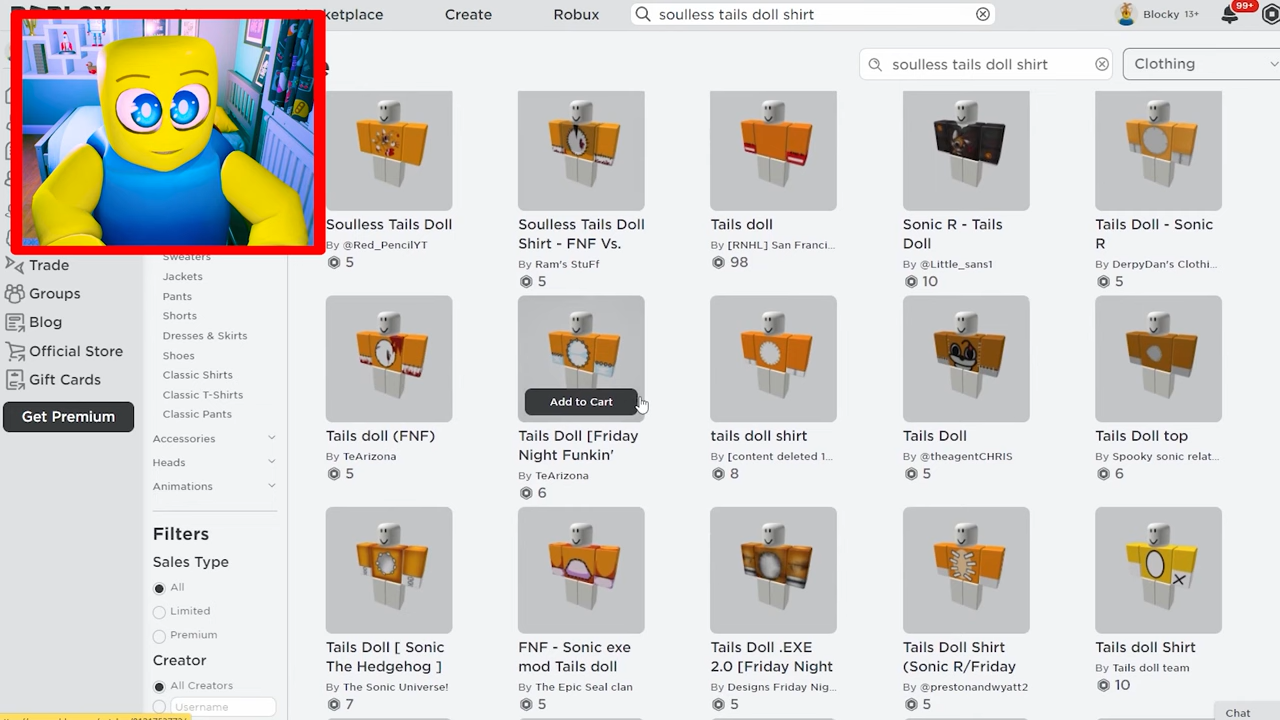 ketplace
Create
Robux
soulless tails doll shirt
Blocky 13+
99+
soulless tails doll shirt
Clothing
Soulless Tails Doll
By @Red_PencilYT
5
Soulless Tails Doll
Shirt - FNF Vs.
By Ram's StuFf
5
Tails doll
By [RNHL] San Franci...
98
Sonic R - Tails
Doll
By @Little_sans1
10
Tails Doll - Sonic
R
By DerpyDan's Clothi...
5
Trade
Groups
Blog
Official Store
Gift Cards
Get Premium
Sweaters
Jackets
Pants
Shorts
Dresses & Skirts
Shoes
Classic Shirts
Classic T-Shirts
Classic Pants
Accessories
Heads
Animations
Filters
Sales Type
All
Limited
Premium
Creator
All Creators
Username
Tails doll (FNF)
By TeArizona
5
Add to Cart
Tails Doll [Friday
Night Funkin'
By TeArizona
6
tails doll shirt
By [content deleted 1...
8
Tails Doll
By @theagentCHRIS
5
Tails Doll top
By Spooky sonic relat...
6
Tails Doll [ Sonic
The Hedgehog ]
By The Sonic Universe!
7
FNF - Sonic exe
mod Tails doll
By The Epic Seal clan
5
Tails Doll .EXE
2.0 [Friday Night
By Designs Friday Nig...
5
Tails Doll Shirt
(Sonic R/Friday
By @prestonandwyatt2
5
Tails doll Shirt
By Tails doll team
10
Chat